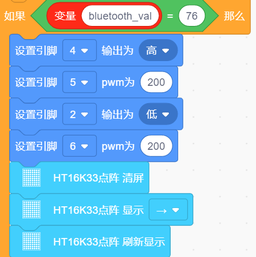 如果 变量 bluetooth_val = 76 那么
设置引脚 4 输出为 高
设置引脚 5 pwm为 200
设置引脚 2 输出为 低
设置引脚 6 pwm为 200
HT16K33点阵 清屏
HT16K33点阵 显示 →
HT16K33点阵 刷新显示